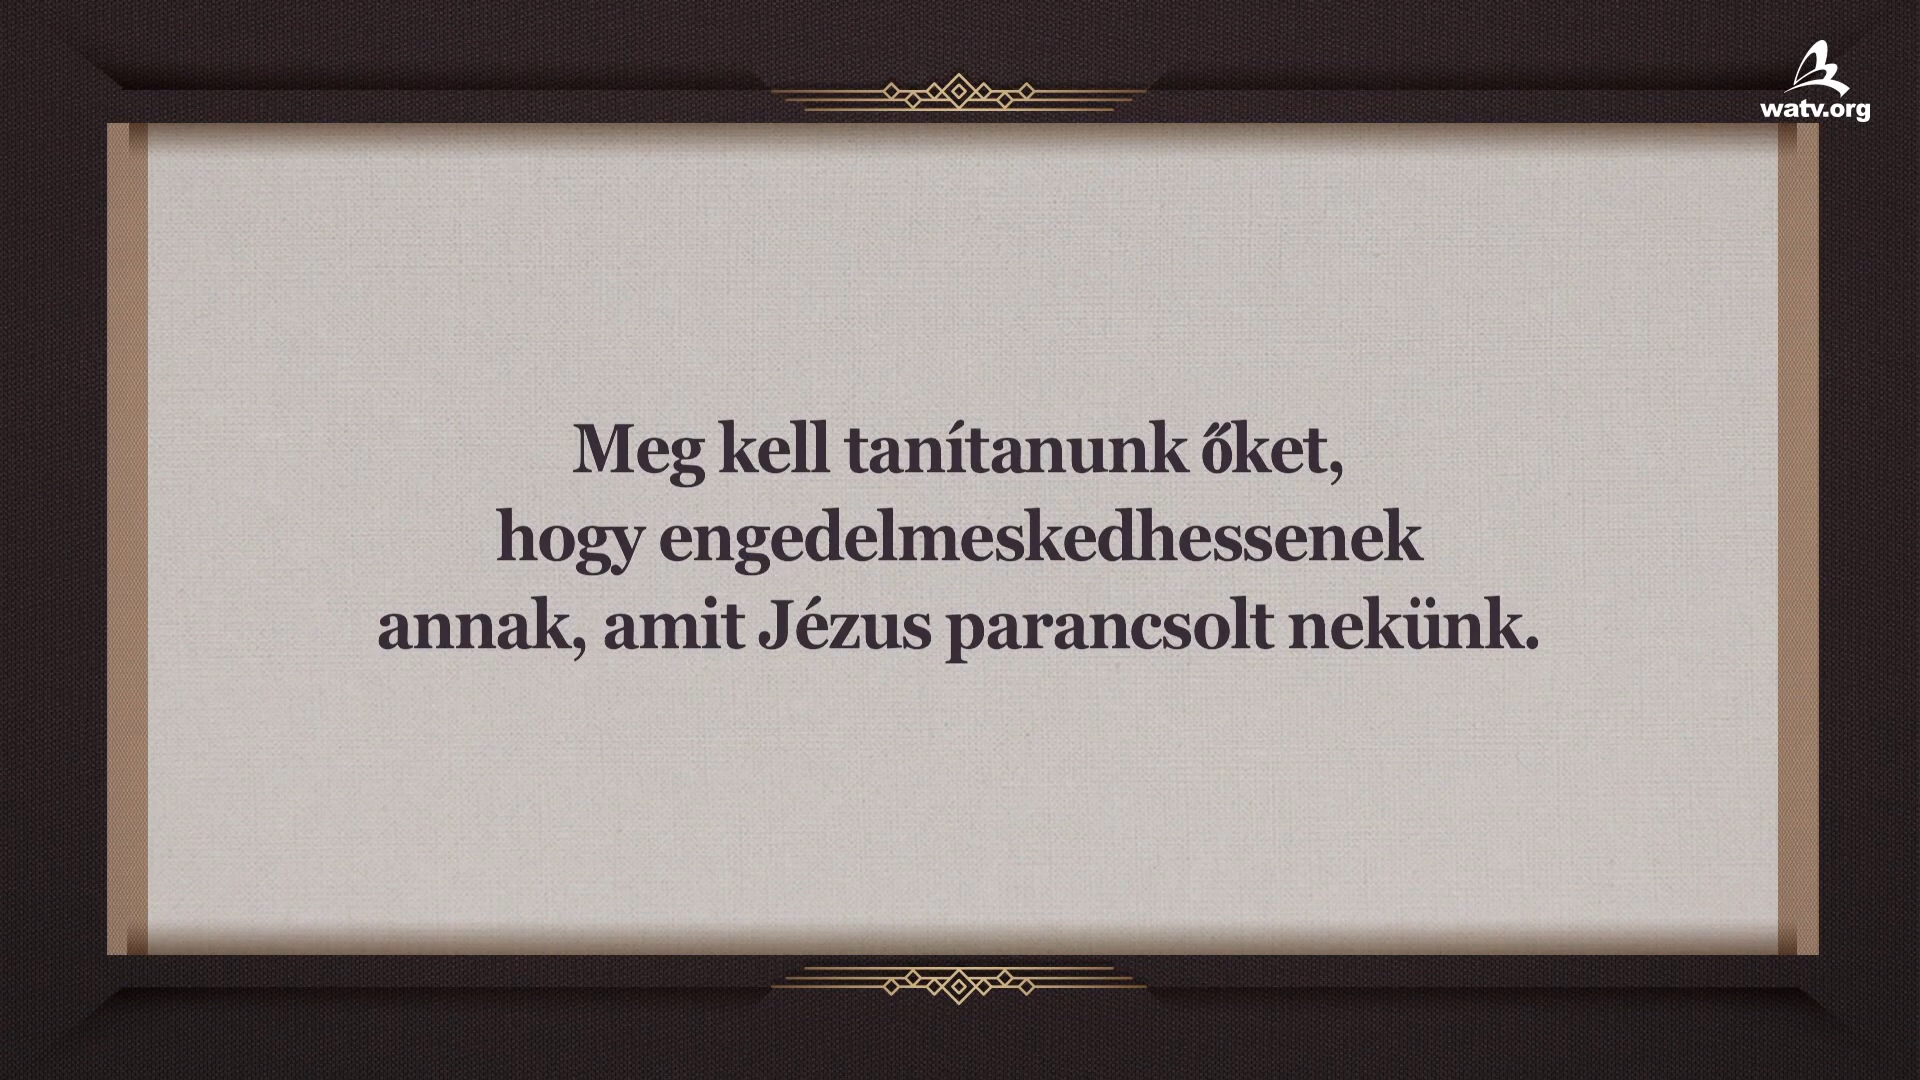 watv.org
Meg kell tanítanunk őket,
hogy engedelmeskedhessenek
annak, amit Jézus parancsolt nekünk.